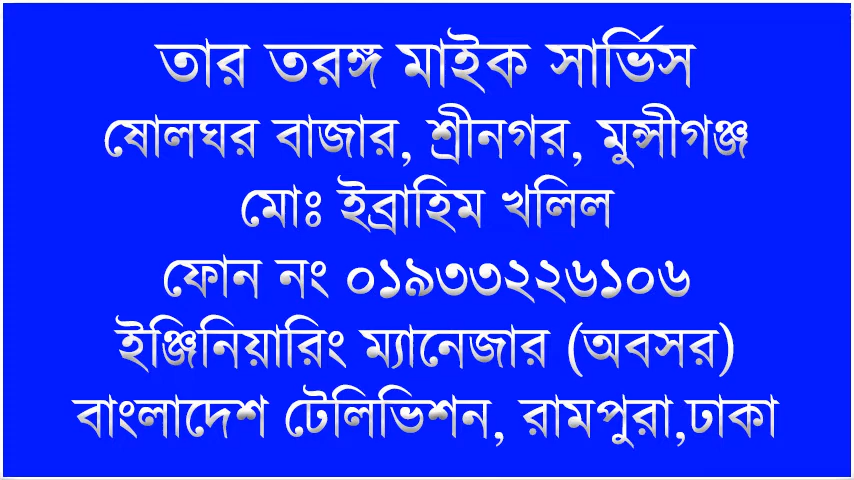 তার তরঙ্গ মাইক সার্ভিস
ষোলঘর বাজার, শ্রীনগর, মুন্সীগঞ্জ
মোঃ ইব্রাহিম খলিল
ফোন নং ০১৯৩৩২২৬১০৬
ইঞ্জিনিয়ারিং ম্যানেজার (অবসর)
বাংলাদেশ টেলিভিশন, রামপুরা,ঢাকা